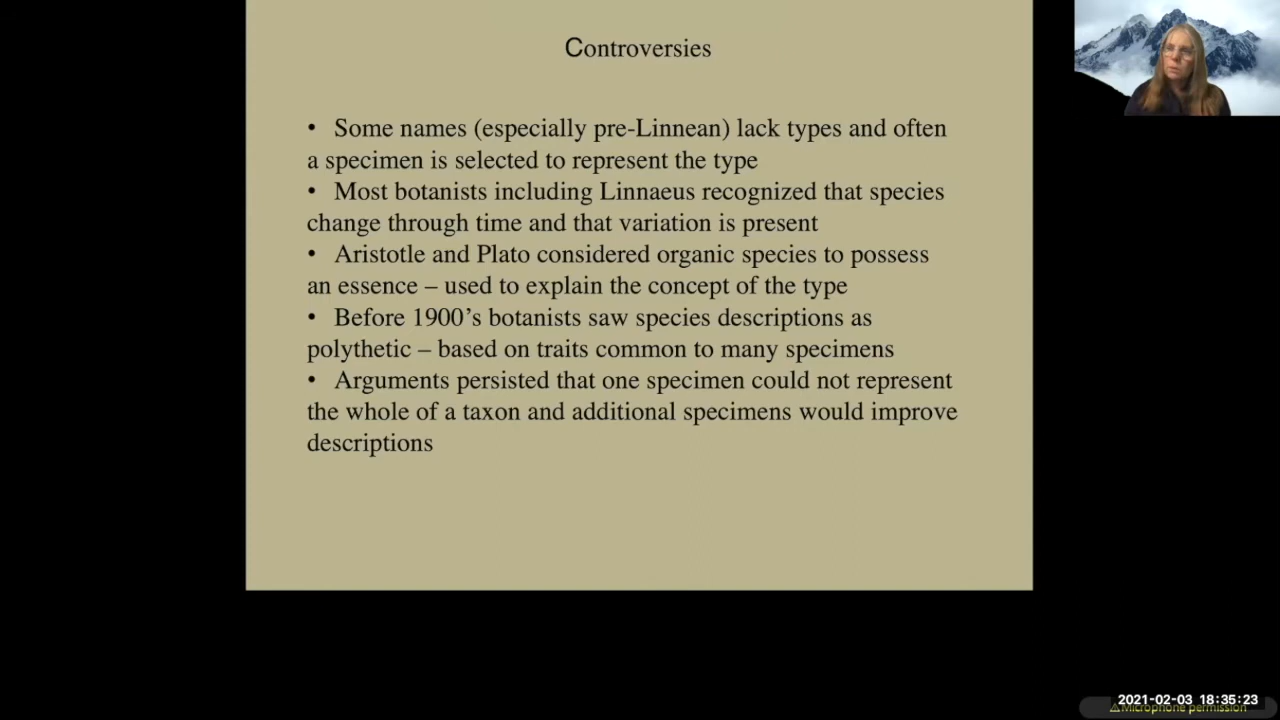 Controversies
• Some names (especially pre-Linnean) lack types and often
a specimen is selected to represent the type
• Most botanists including Linnaeus recognized that species
change through time and that variation is present
• Aristotle and Plato considered organic species to possess
an essence – used to explain the concept of the type
• Before 1900’s botanists saw species descriptions as
polythetic – based on traits common to many specimens
• Arguments persisted that one specimen could not represent
the whole of a taxon and additional specimens would improve
descriptions
2021-02-03 18:35:23
⚠Microphone permission